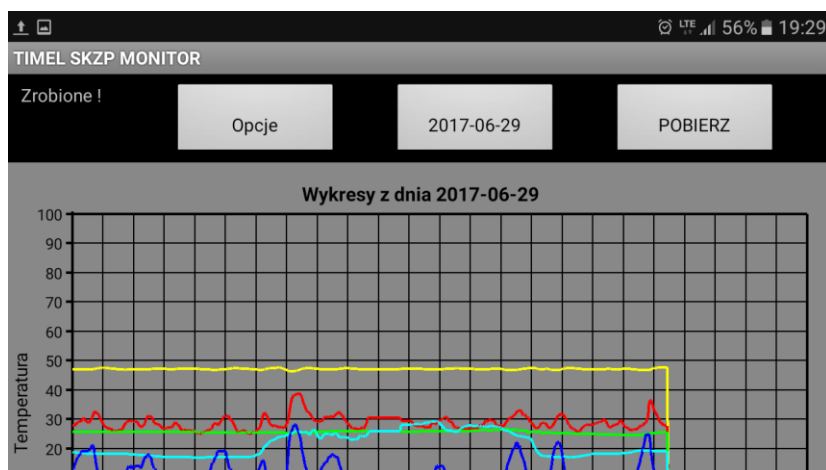 LTE 56% 19:29
TIMEL SKZP MONITOR
Zrobione !
Opcje
2017-06-29
POBIERZ
Wykresy z dnia 2017-06-29
100
90
80
70
60
50
40
30
20
Temperatura